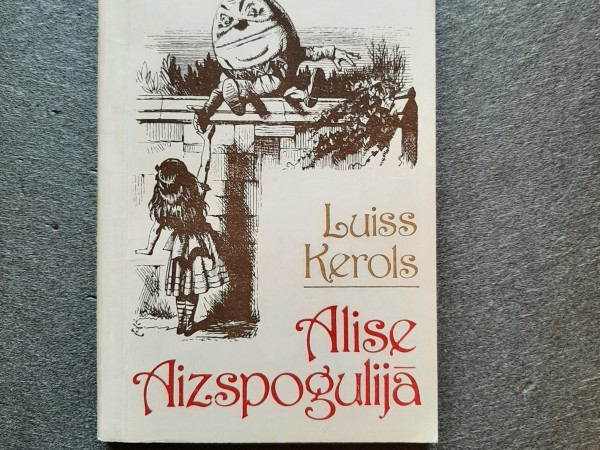 Luiss
Kerols
Alise
Aizspogulijā